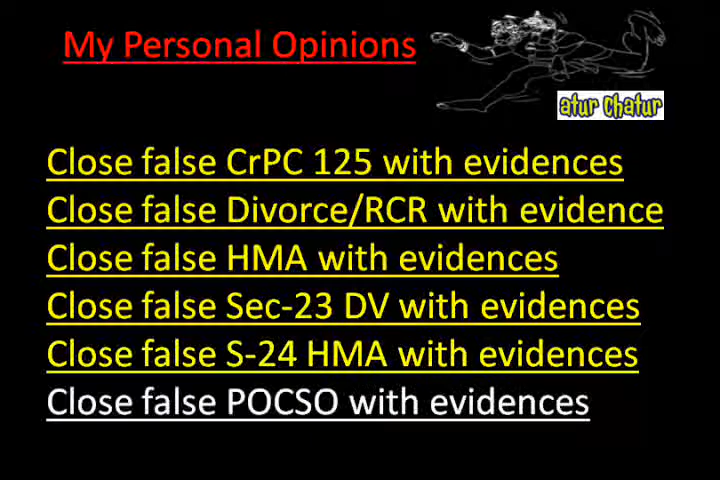 My Personal Opinions
atur Chatur
Close false CrPC 125 with evidences
Close false Divorce/RCR with evidence
Close false HMA with evidences
Close false Sec-23 DV with evidences
Close false S-24 HMA with evidences
Close false POCSO with evidences